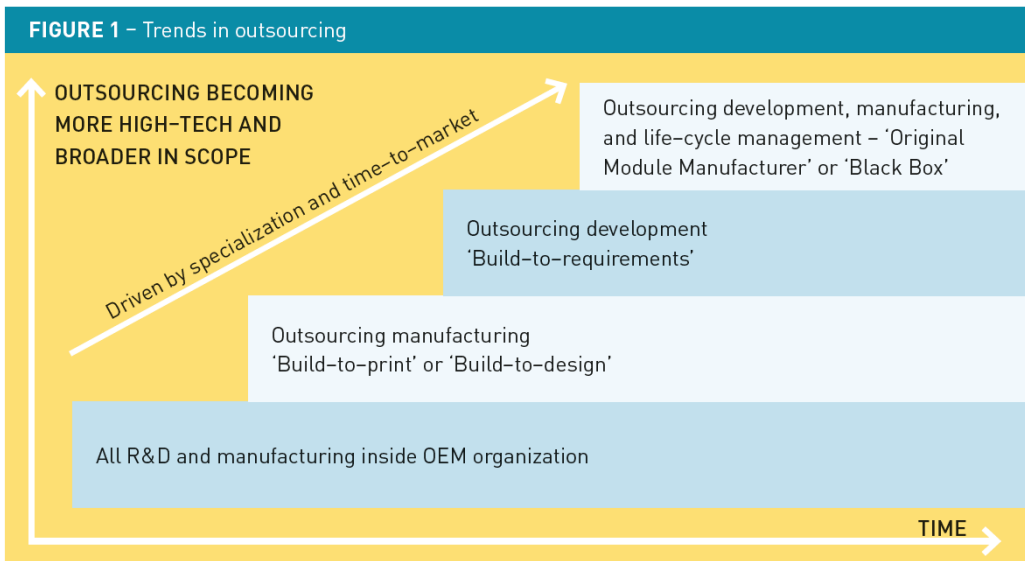 FIGURE 1 – Trends in outsourcing
OUTSOURCING BECOMING
MORE HIGH–TECH AND
BROADER IN SCOPE
Driven by specialization and time–to–market
Outsourcing development, manufacturing,
and life–cycle management – ‘Original
Module Manufacturer’ or ‘Black Box’
Outsourcing development
‘Build–to–requirements’
Outsourcing manufacturing
‘Build–to–print’ or ‘Build–to–design’
All R&D and manufacturing inside OEM organization
TIME